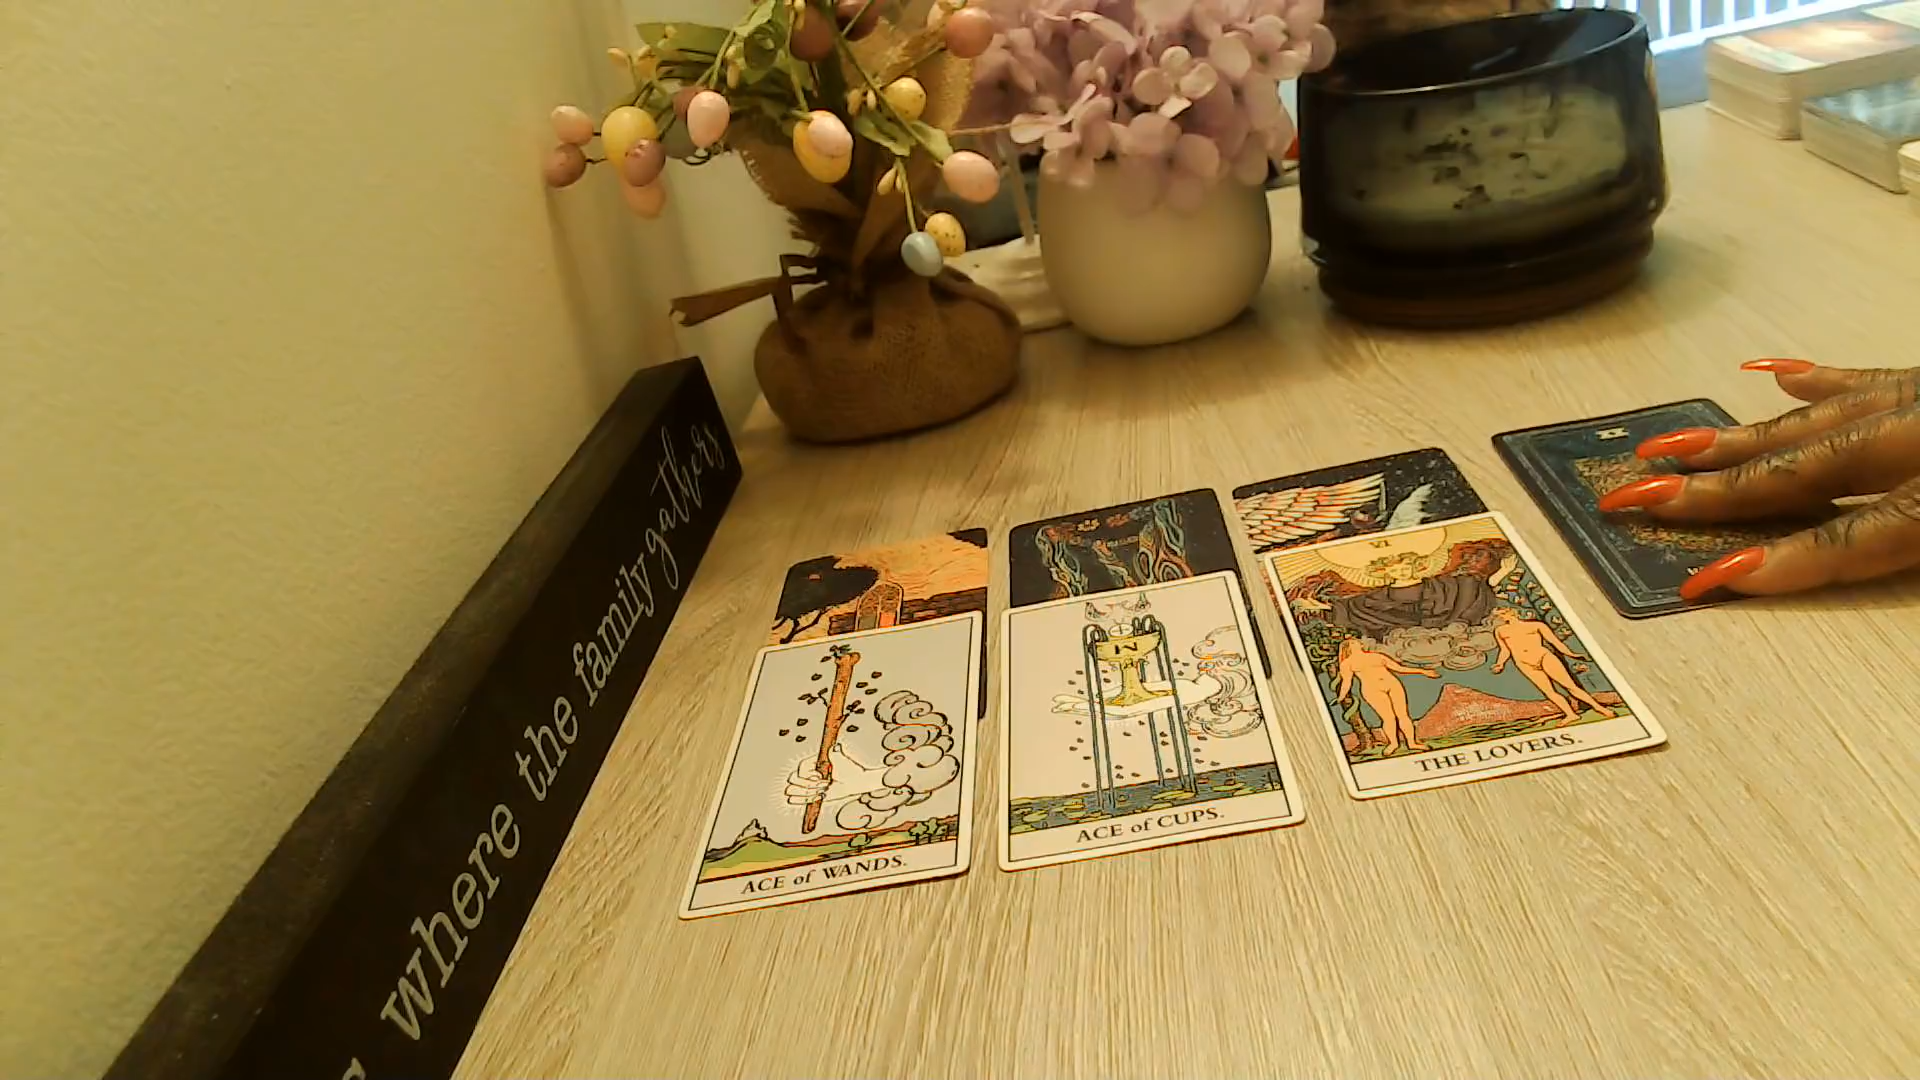 where the family gathers
ACE of WANDS.
ACE of CUPS.
VI
THE LOVERS.